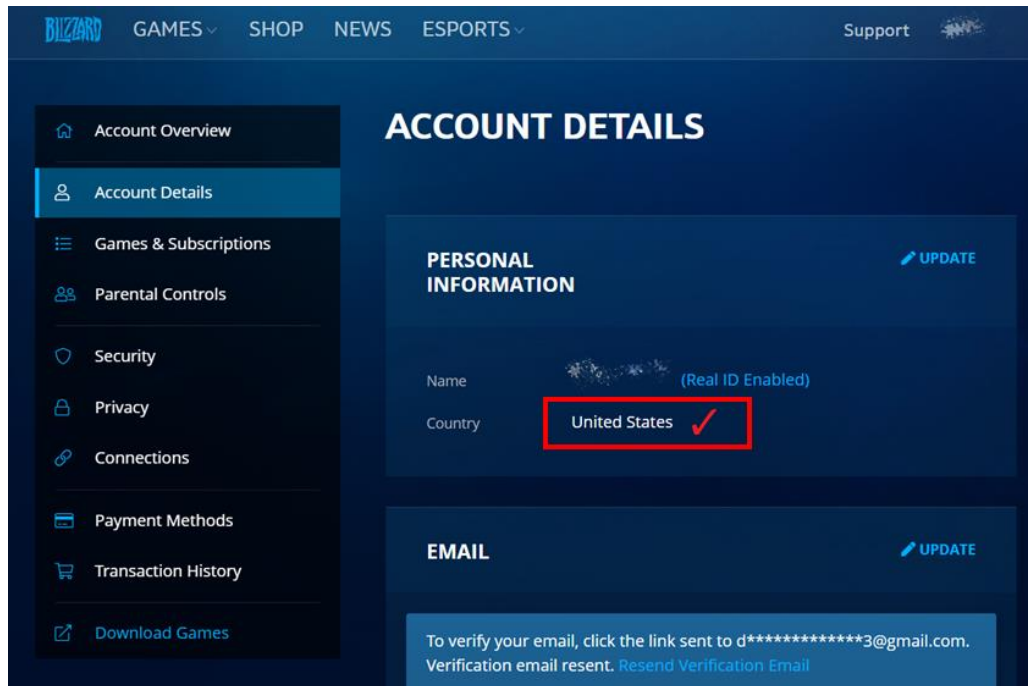 BLIZZARD GAMES SHOP NEWS ESPORTS Support
Account Overview
Account Details
Games & Subscriptions
Parental Controls
Security
Privacy
Connections
Payment Methods
Transaction History
Download Games
ACCOUNT DETAILS
PERSONAL
INFORMATION
UPDATE
Name (Real ID Enabled)
Country United States
EMAIL
UPDATE
To verify your email, click the link sent to d*************3@gmail.com.
Verification email resent. Resend Verification Email